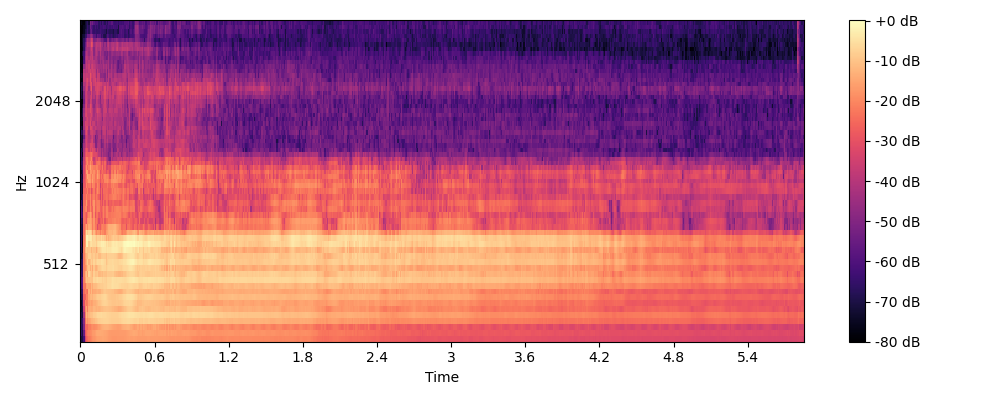 +0 dB
-10 dB
2048
-20 dB
-30 dB
Hz
1024
-40 dB
-50 dB
512
-60 dB
-70 dB
-80 dB
0 0.6 1.2 1.8 2.4 3 3.6 4.2 4.8 5.4
Time